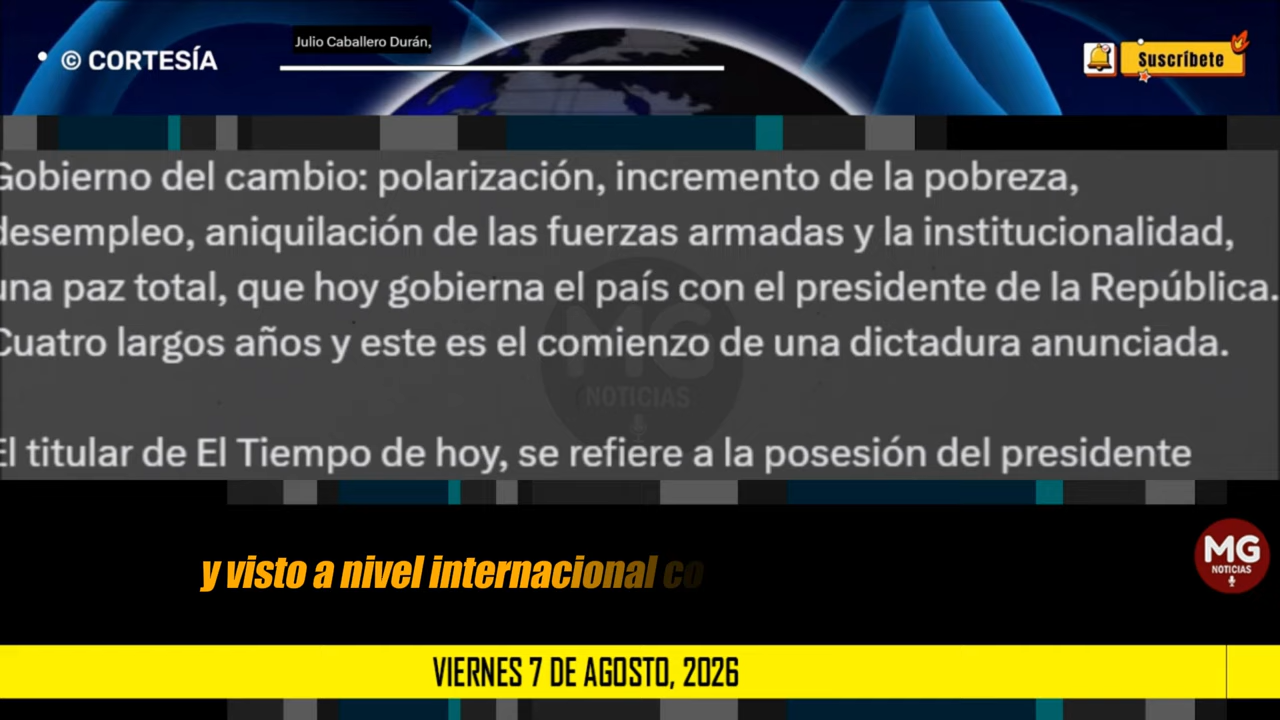 Julio Caballero Durán,
© CORTESÍA
Suscríbete
Gobierno del cambio: polarización, incremento de la pobreza,
desempleo, aniquilación de las fuerzas armadas y la institucionalidad,
una paz total, que hoy gobierna el país con el presidente de la República.
Cuatro largos años y este es el comienzo de una dictadura anunciada.
MG
NOTICIAS
El titular de El Tiempo de hoy, se refiere a la posesión del presidente
y visto a nivel internacional co
MG
NOTICIAS
VIERNES 7 DE AGOSTO, 2026